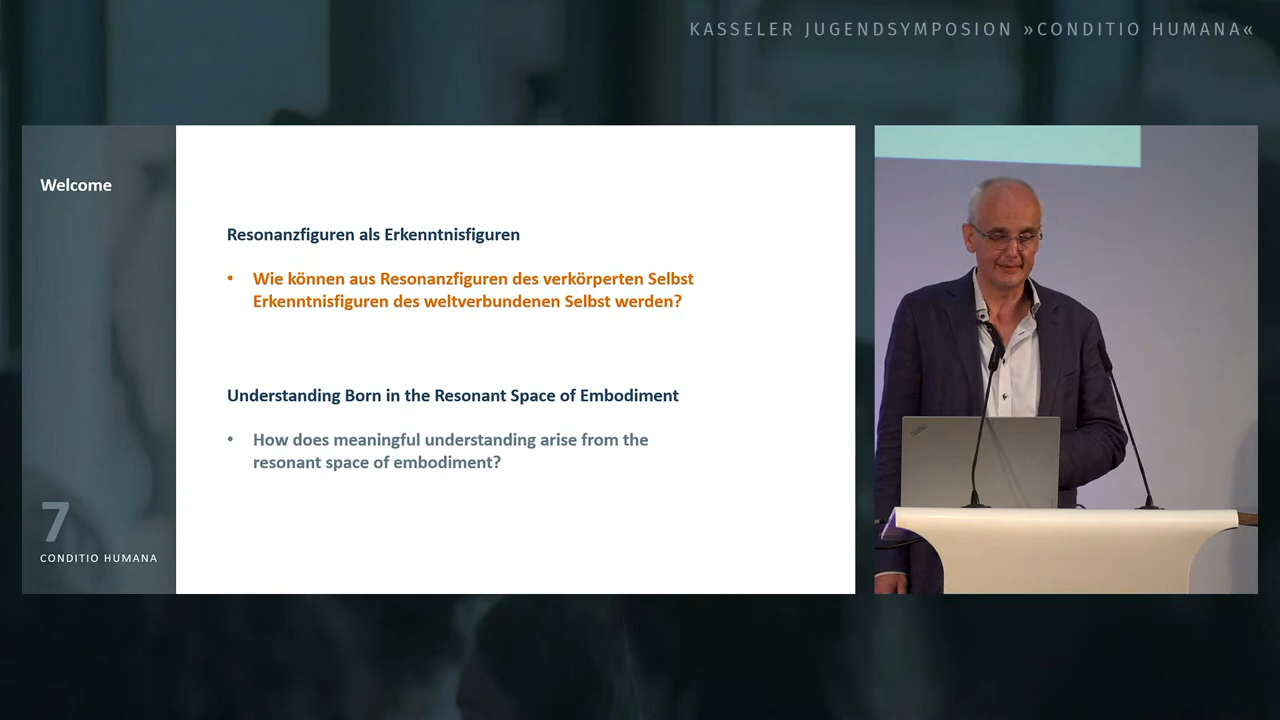 KASSELER JUGENDSYMPOSION »CONDITIO HUMANA«
Welcome
Resonanzfiguren als Erkenntnisfiguren
• Wie können aus Resonanzfiguren des verkörperten Selbst
Erkenntnisfiguren des weltverbundenen Selbst werden?
Understanding Born in the Resonant Space of Embodiment
• How does meaningful understanding arise from the
resonant space of embodiment?
7
CONDITIO HUMANA